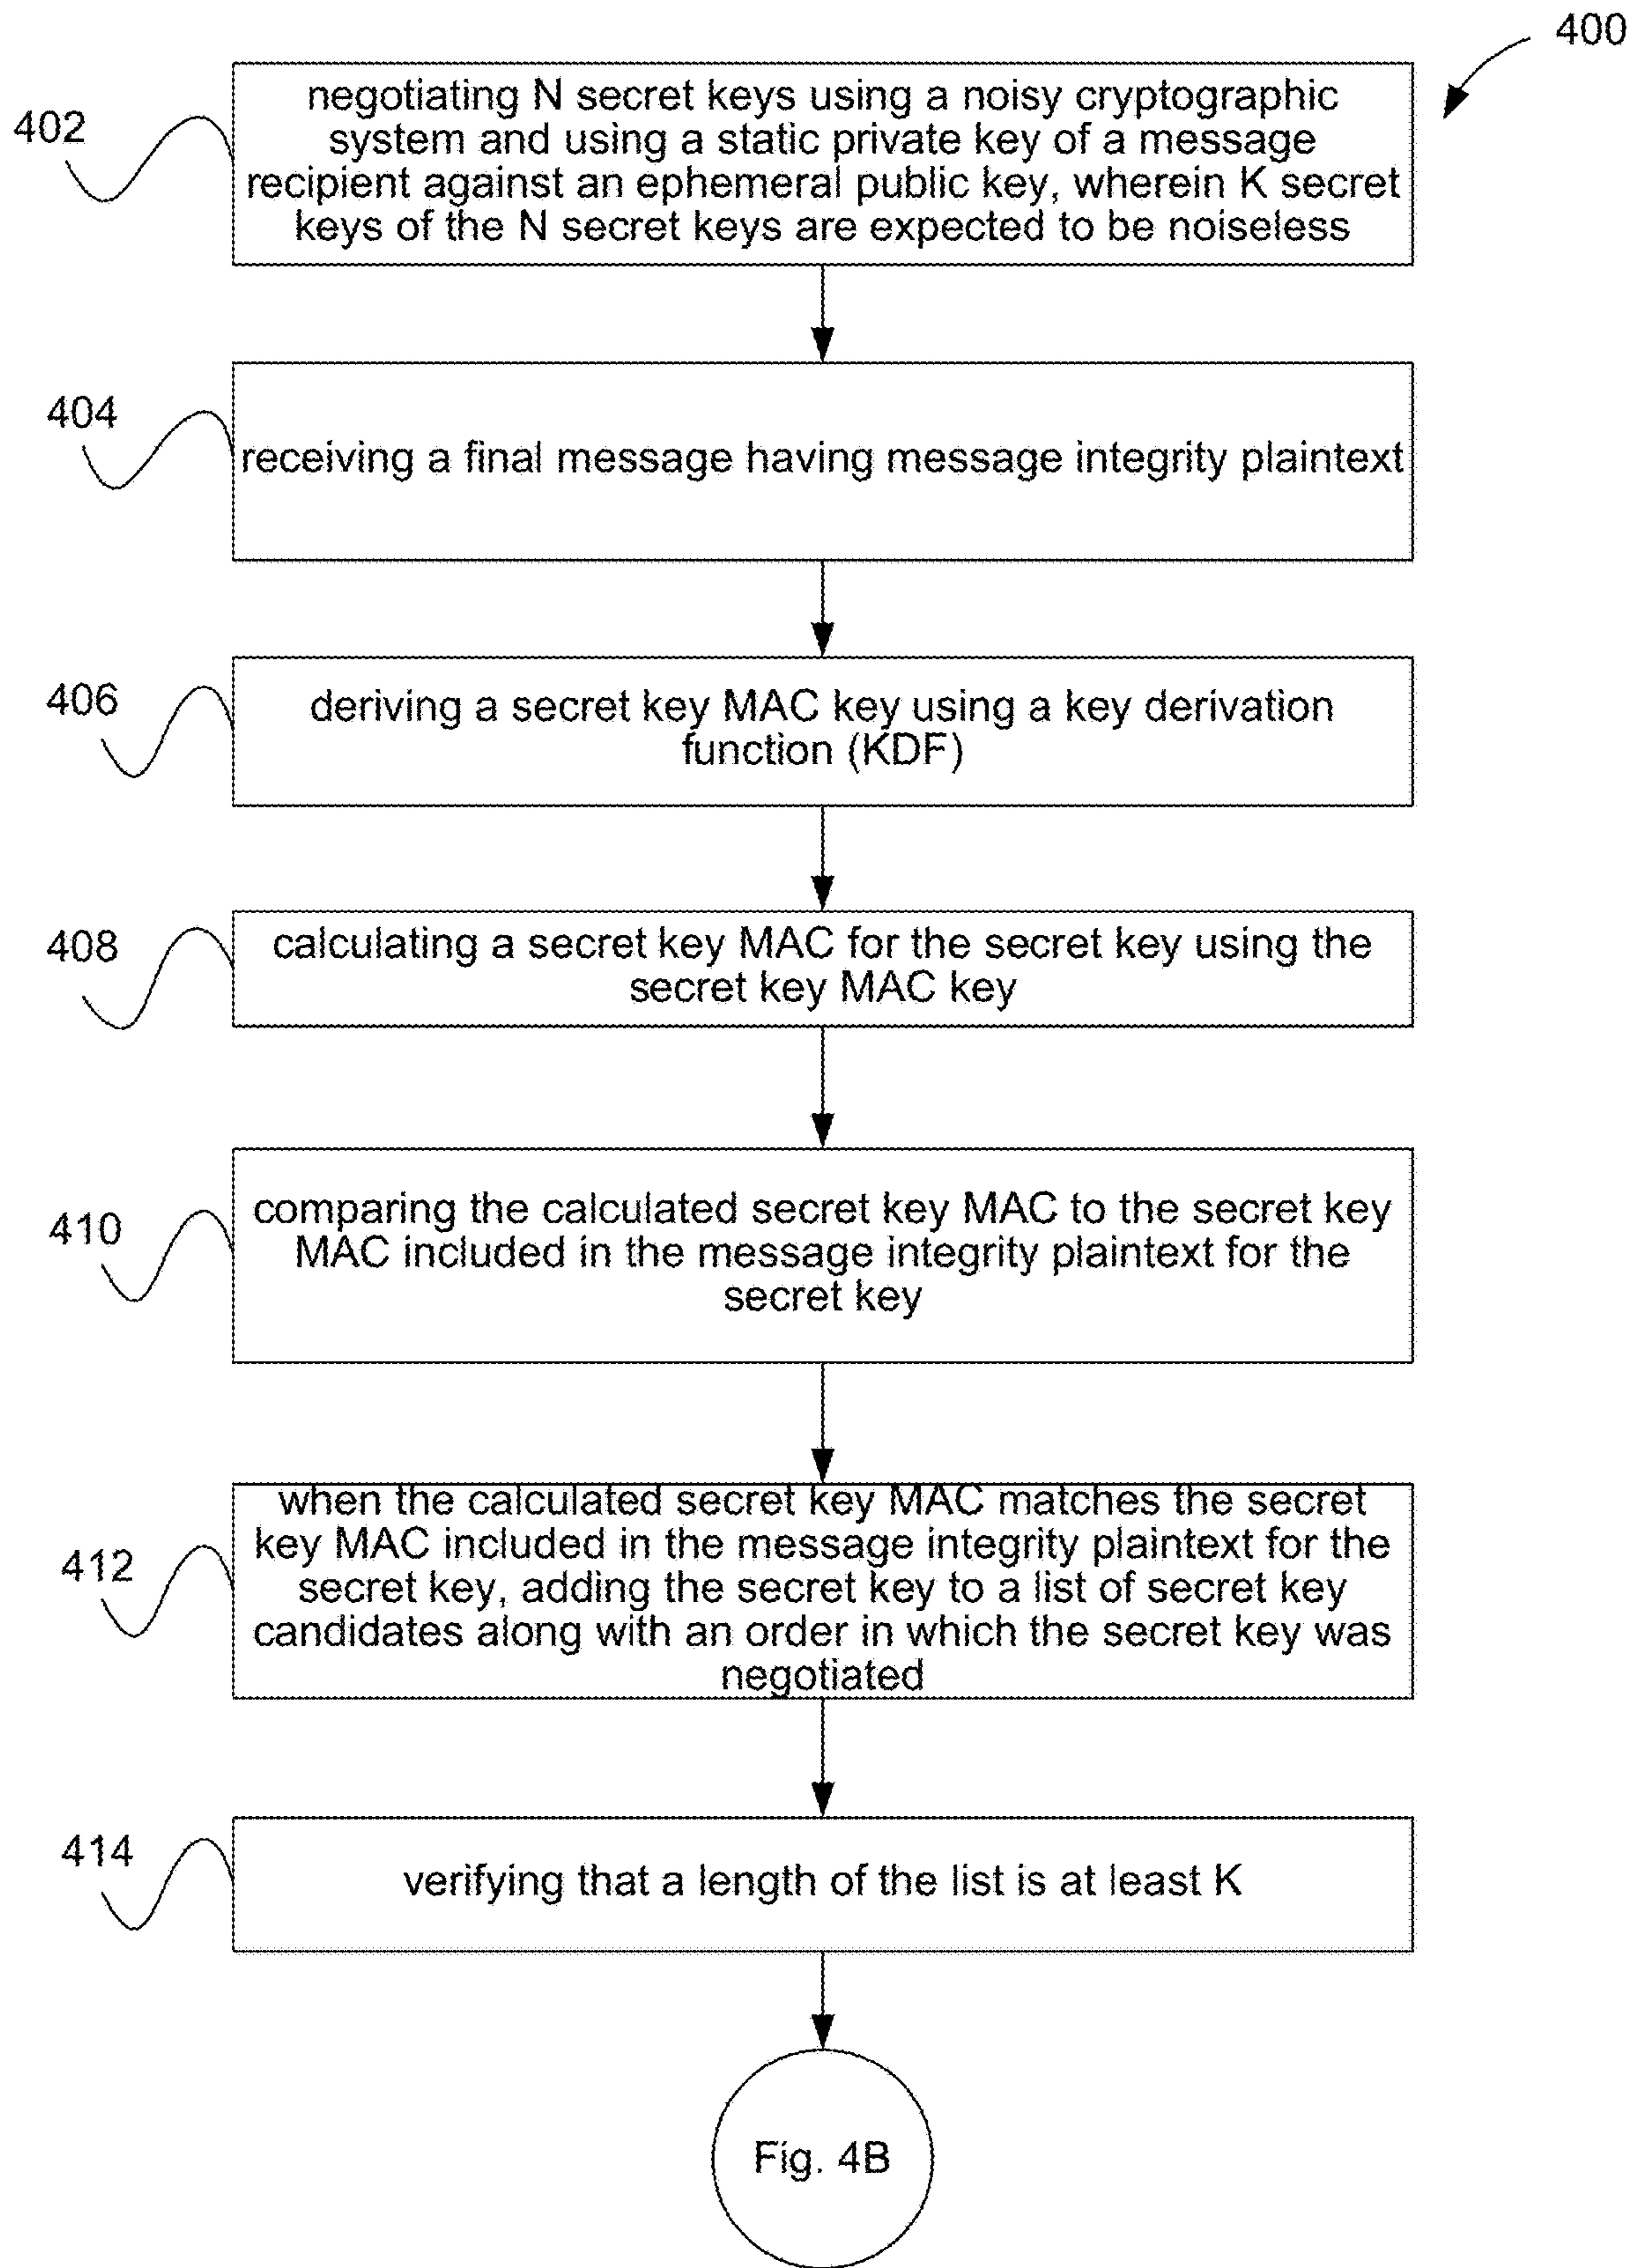 400
402
negotiating N secret keys using a noisy cryptographic
system and using a static private key of a message
recipient against an ephemeral public key, wherein K secret
keys of the N secret keys are expected to be noiseless
404
receiving a final message having message integrity plaintext
406
deriving a secret key MAC key using a key derivation
function (KDF)
408
calculating a secret key MAC for the secret key using the
secret key MAC key
410
comparing the calculated secret key MAC to the secret key
MAC included in the message integrity plaintext for the
secret key
412
when the calculated secret key MAC matches the secret
key MAC included in the message integrity plaintext for the
secret key, adding the secret key to a list of secret key
candidates along with an order in which the secret key was
negotiated
414
verifying that a length of the list is at least K
Fig. 4B